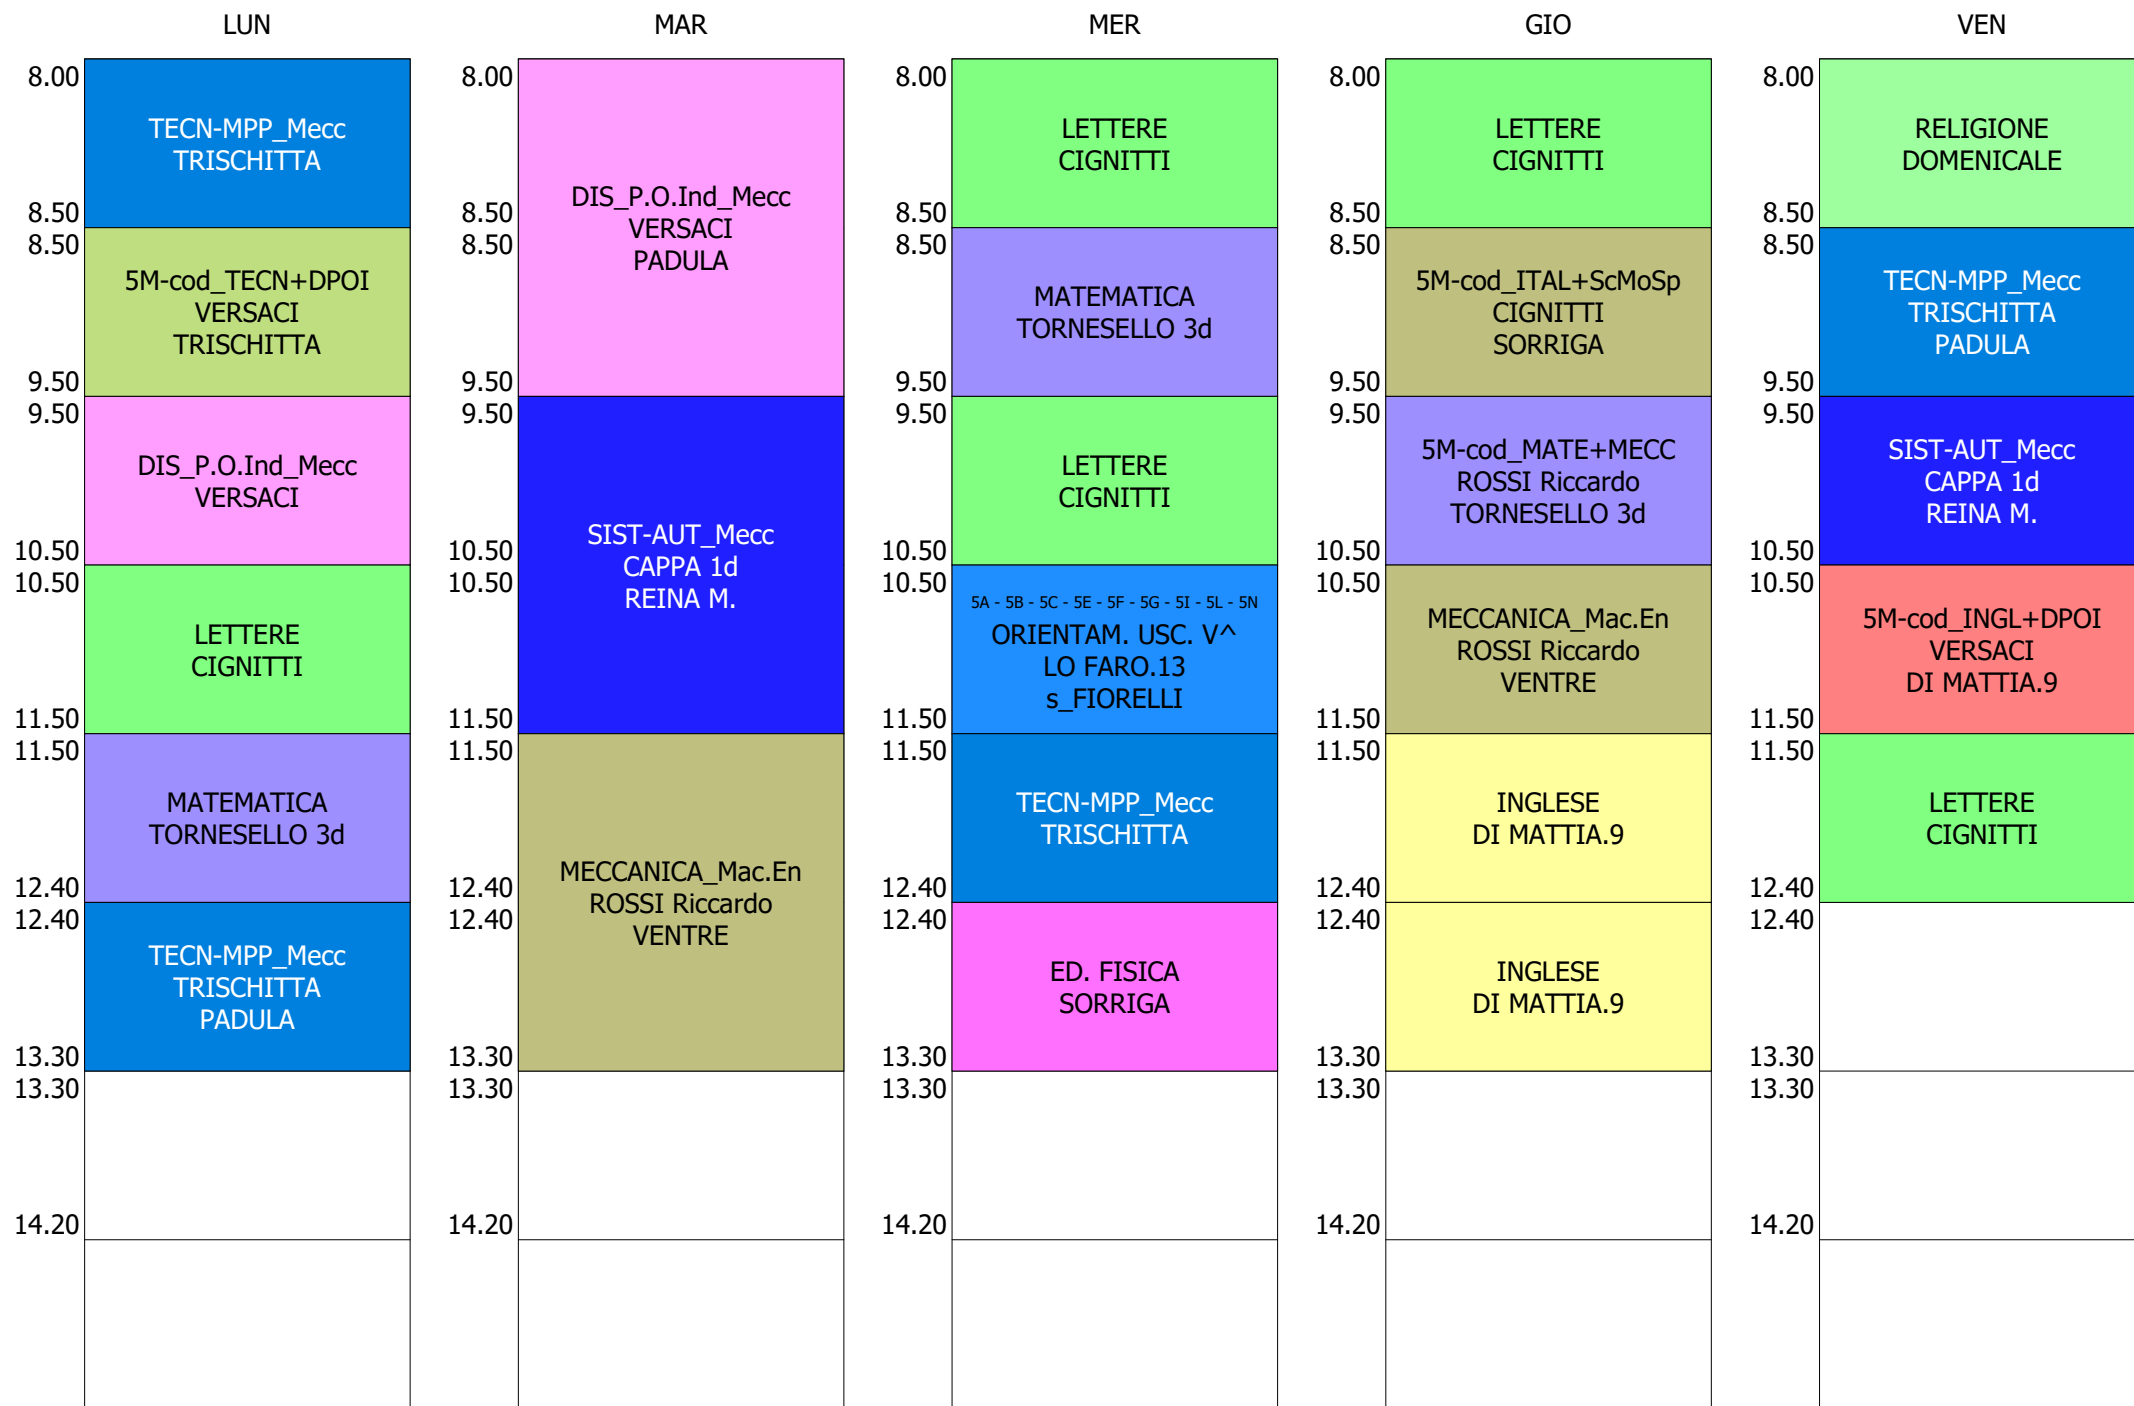 LUN
8.00
TECN-MPP_Mecc
TRISCHITTA
8.50
8.50
5M-cod_TECN+DPOI
VERSACI
TRISCHITTA
9.50
9.50
DIS_P.O.Ind_Mecc
VERSACI
10.50
10.50
LETTERE
CIGNITTI
11.50
11.50
MATEMATICA
TORNESELLO 3d
12.40
12.40
TECN-MPP_Mecc
TRISCHITTA
PADULA
13.30
13.30
14.20
MAR
8.00
DIS_P.O.Ind_Mecc
VERSACI
PADULA
8.50
8.50
9.50
9.50
SIST-AUT_Mecc
CAPPA 1d
REINA M.
10.50
10.50
11.50
11.50
MECCANICA_Mac.En
ROSSI Riccardo
VENTRE
12.40
12.40
13.30
13.30
14.20
MER
8.00
LETTERE
CIGNITTI
8.50
8.50
MATEMATICA
TORNESELLO 3d
9.50
9.50
LETTERE
CIGNITTI
10.50
10.50
5A - 5B - 5C - 5E - 5F - 5G - 5I - 5L - 5N
ORIENTAM. USC. V^
LO FARO.13
s_FIORELLI
11.50
11.50
TECN-MPP_Mecc
TRISCHITTA
12.40
12.40
ED. FISICA
SORRIGA
13.30
13.30
14.20
GIO
8.00
LETTERE
CIGNITTI
8.50
8.50
5M-cod_ITAL+ScMoSp
CIGNITTI
SORRIGA
9.50
9.50
5M-cod_MATE+MECC
ROSSI Riccardo
TORNESELLO 3d
10.50
10.50
MECCANICA_Mac.En
ROSSI Riccardo
VENTRE
11.50
11.50
INGLESE
DI MATTIA.9
12.40
12.40
INGLESE
DI MATTIA.9
13.30
13.30
14.20
VEN
8.00
RELIGIONE
DOMENICALE
8.50
8.50
TECN-MPP_Mecc
TRISCHITTA
PADULA
9.50
9.50
SIST-AUT_Mecc
CAPPA 1d
REINA M.
10.50
10.50
5M-cod_INGL+DPOI
VERSACI
DI MATTIA.9
11.50
11.50
LETTERE
CIGNITTI
12.40
12.40
13.30
13.30
14.20